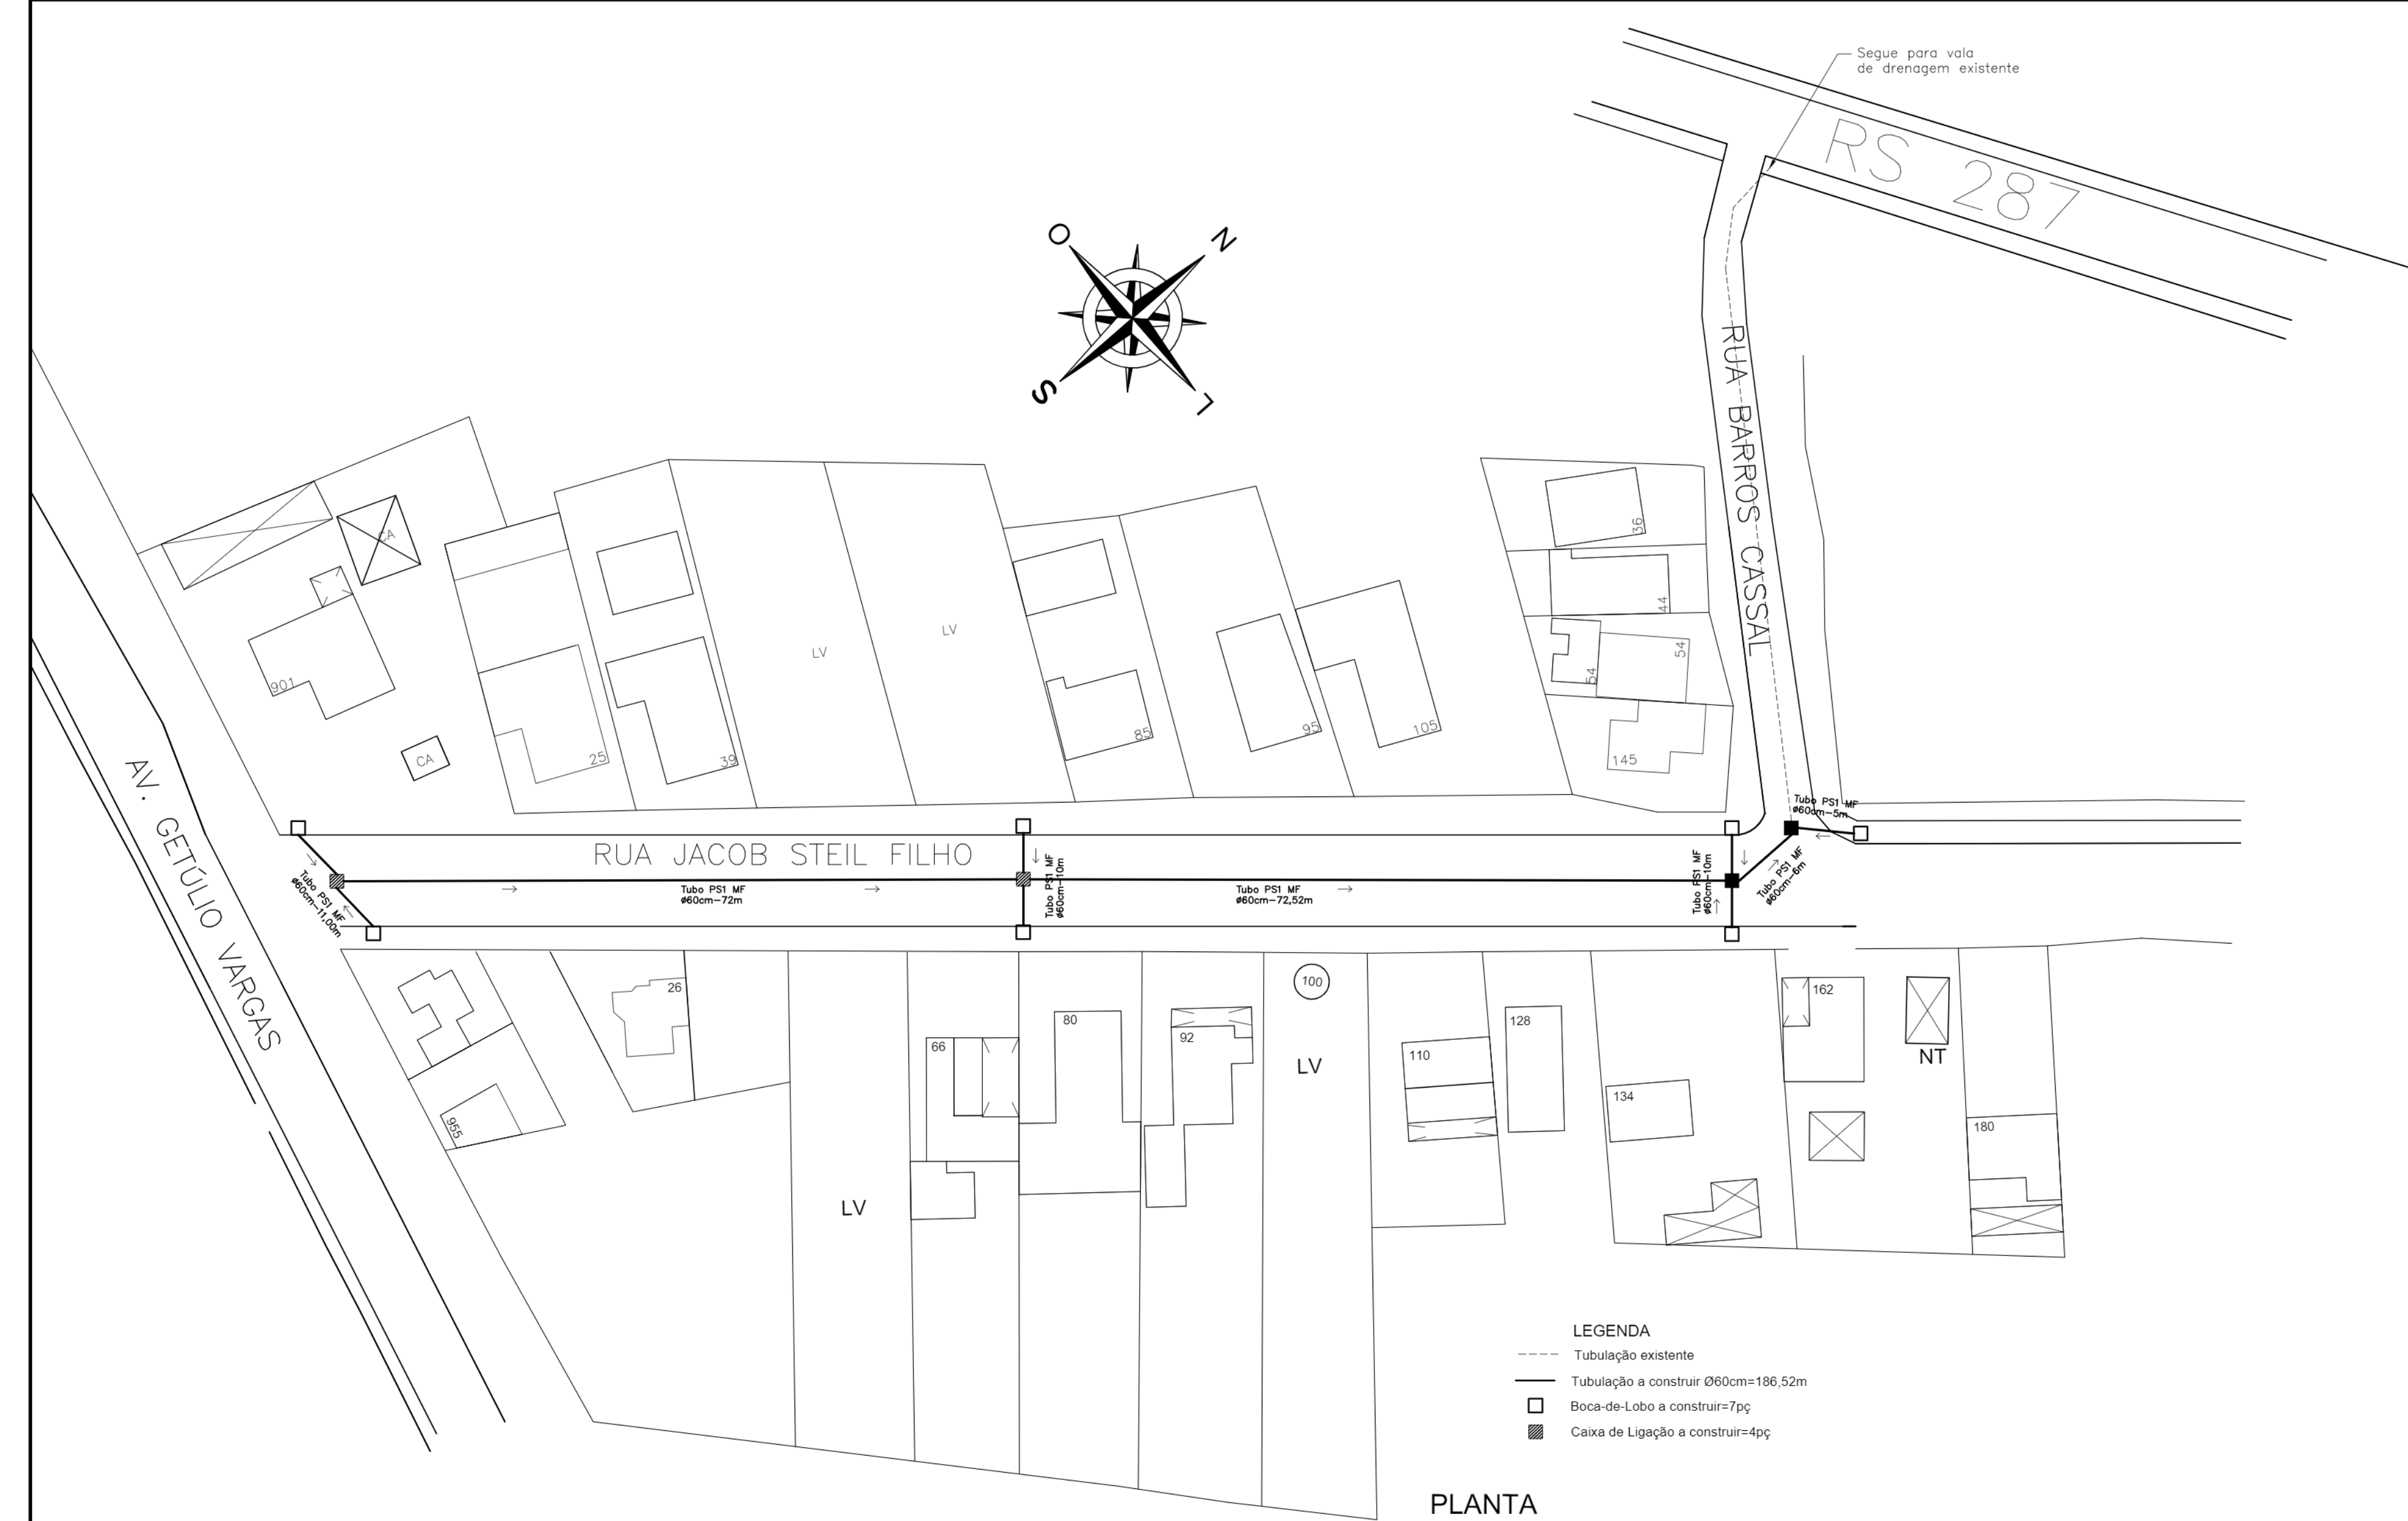 Segue para vala
de drenagem existente
RS 287
O
N
S
L
RUA BARROS CASSAL
CA
901
CA
25
39
LV
LV
85
95
105
36
44
54
54
145
AV. GETÚLIO VARGAS
RUA JACOB STEIL FILHO
Tubo PS1 MF
ø60cm-11,00m
Tubo PS1 MF
ø60cm-72m
Tubo PS1 MF
ø60cm-10m
Tubo PS1 MF
ø60cm-72,52m
Tubo PS1 MF
ø60cm-10m
Tubo PS1 MF
ø60cm-6m
Tubo PS1 MF
ø60cm-5m
955
26
LV
66
80
92
100
LV
110
128
134
162
NT
180
LEGENDA
Tubulação existente
Tubulação a construir Ø60cm=186,52m
Boca-de-Lobo a construir=7pç
Caixa de Ligação a construir=4pç
PLANTA